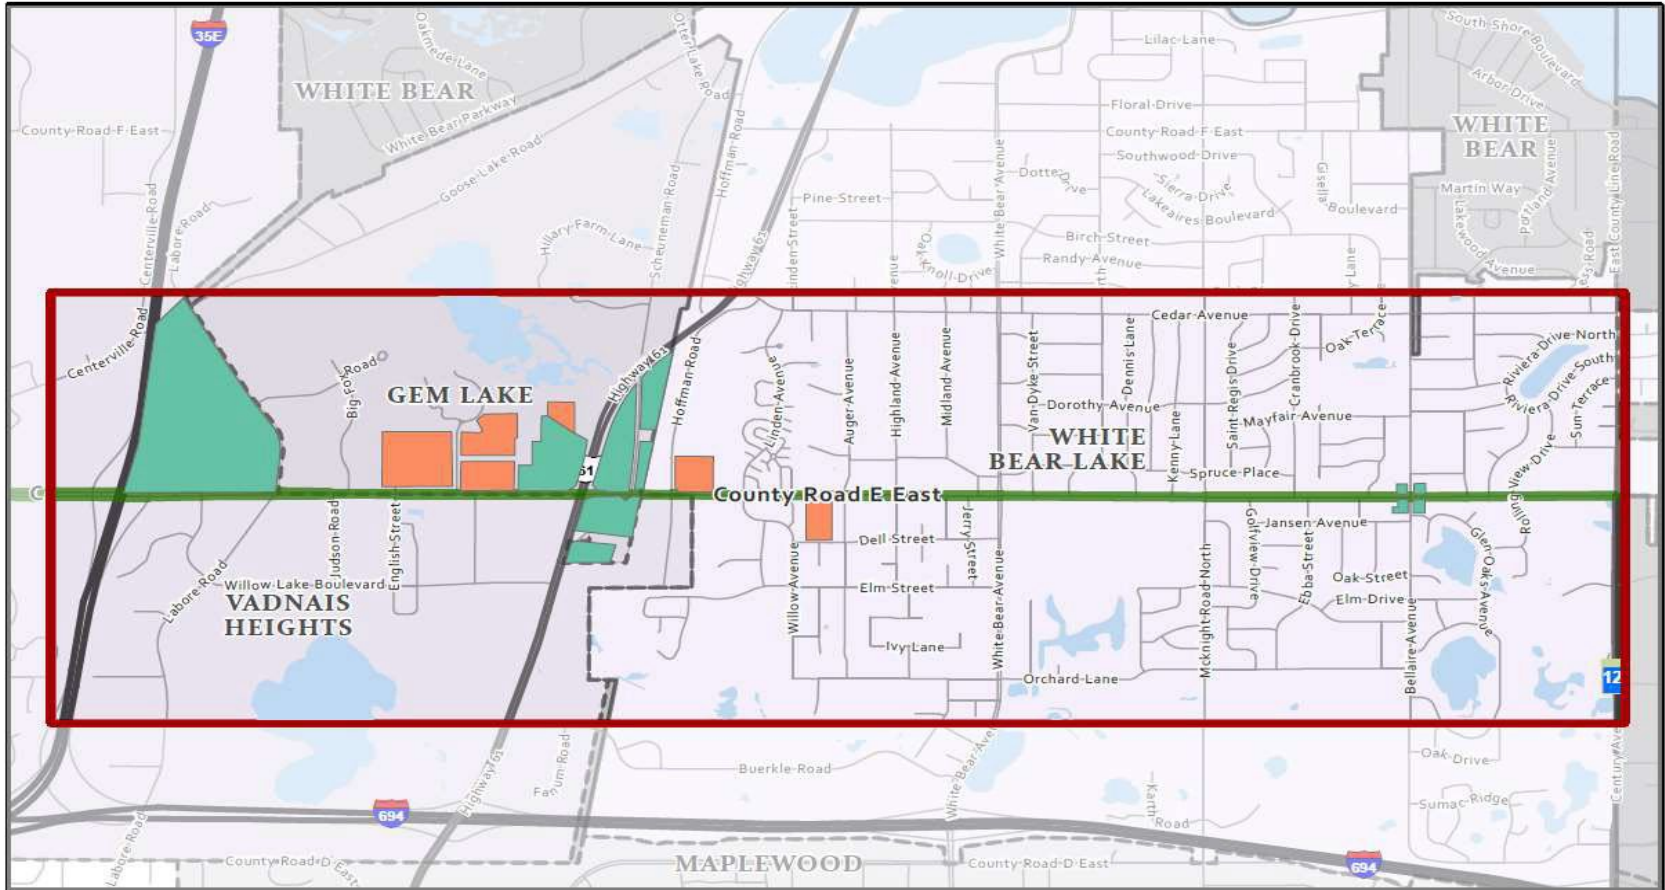 35E
Oakmede Lane
Otter Lake Road
South Shore Boulevard
Lilac Lane
WHITE BEAR
Arbor Drive
White Bear Parkway
Floral Drive
County Road F East
County Road F East
WHITE
BEAR
Goose Lake Road
Hoffman Road
White Bear Avenue
Southwood Drive
East County Line Road
Portland Avenue
Dotte Drive
Sierra Drive
Gisella
Boulevard
Martin Way
Centerville Road
Labore Road
Scheuneman Road
Pine Street
Lakeaires Boulevard
Lakewood Avenue
Hillary Farm Lane
Linden Street
Oak
Knoll Drive
Birch Street
Randy Avenue
Highway 61
Centerville Road
Cedar Avenue
Oak Terrace
Riviera Drive North
Riviera Drive South
Big Fox Road
GEM LAKE
Highway 61
Hoffman Road
Linden Avenue
Auger Avenue
Highland Avenue
Midland Avenue
Van Dyke Street
Dennis Lane
Saint Regis Drive
Cranbrook Drive
Sun Terrace
Dorothy Avenue
Mayfair Avenue
WHITE
BEAR LAKE
Kenny Lane
Spruce Place
Rolling View Drive
61
C
County Road E East
Judson Road
English Street
Jerry Street
Golfview Drive
Jansen Avenue
Dell Street
Ebba Street
Glen Oaks Avenue
Labore Road
Willow Lake Boulevard
VADNAIS
HEIGHTS
Willow Avenue
Elm Street
White Bear Avenue
Mcknight Road North
Oak Street
Elm Drive
Bellaire Avenue
Ivy Lane
Orchard Lane
12
Highway 61
Buerkle Road
White Bear Ave
Oak Drive
Century Ave
Karth
Road
Sumac Ridge
694
Labore Road
County Road D East
MAPLEWOOD
County Road D East
694